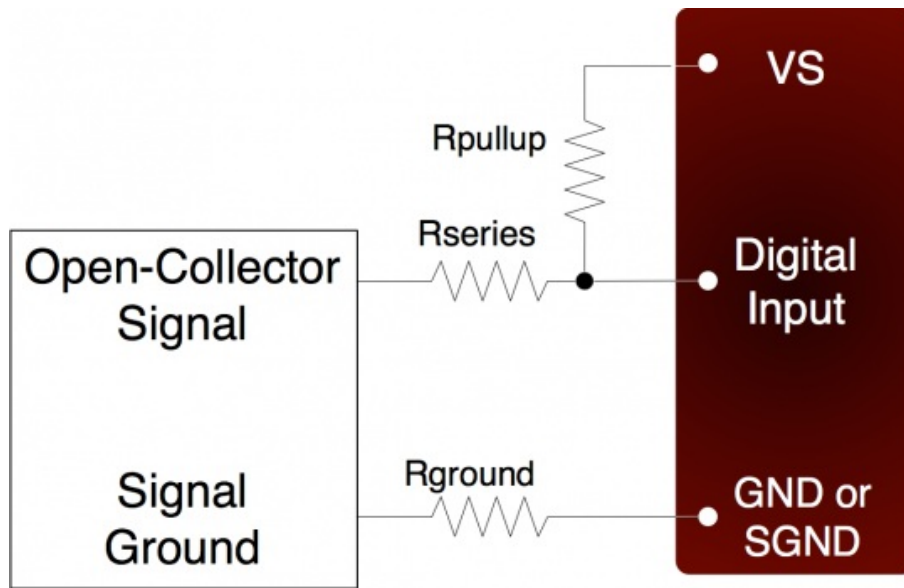 VS
Rpullup
Rseries
Open-Collector
Signal
Digital
Input
Rground
Signal
Ground
GND or
SGND